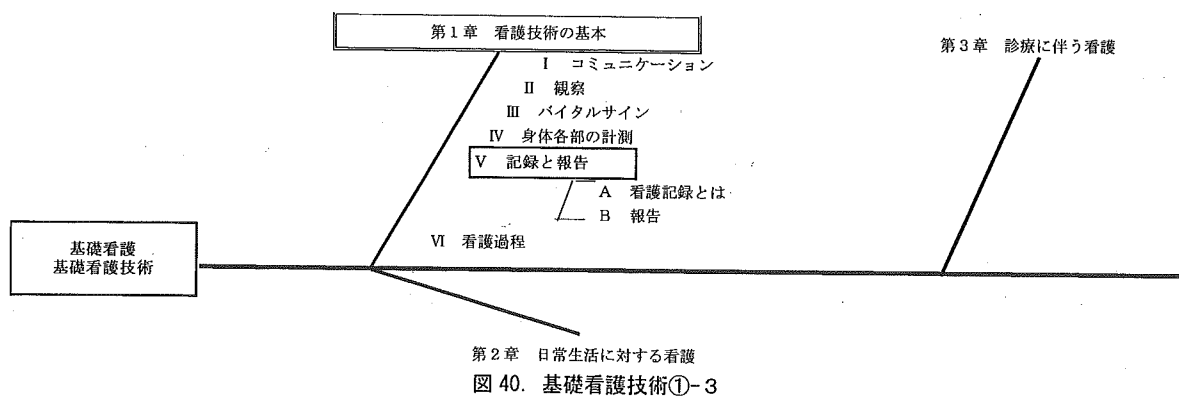 第1章 看護技術の基本
第3章 診療に伴う看護
Ⅰ コミュニケーション
Ⅱ 観察
Ⅲ バイタルサイン
Ⅳ 身体各部の計測
Ⅴ 記録と報告
A 看護記録とは
B 報告
Ⅵ 看護過程
基礎看護
基礎看護技術
第2章 日常生活に対する看護
図40. 基礎看護技術①-3